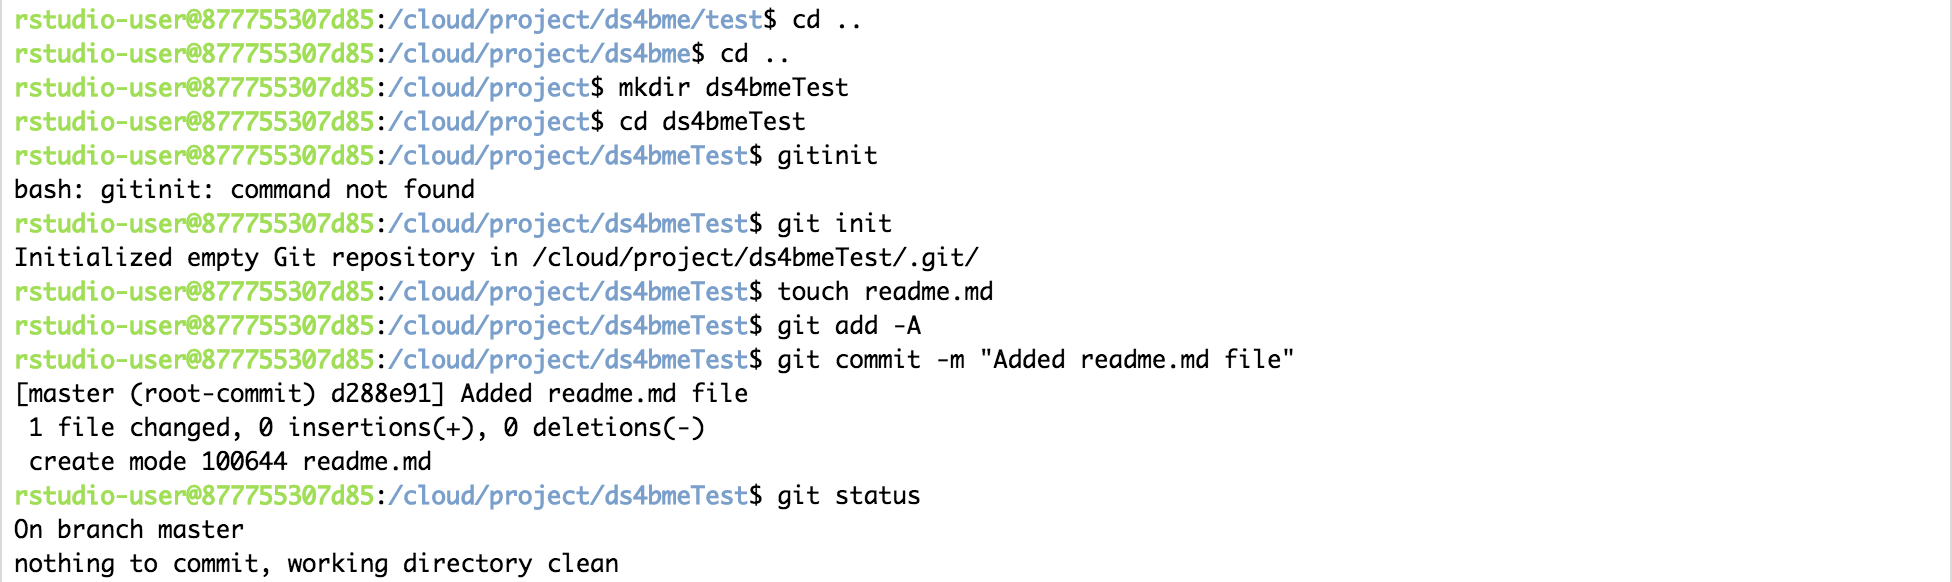 rstudio-user@877755307d85:/cloud/project/ds4bme/test$ cd ..
rstudio-user@877755307d85:/cloud/project/ds4bme$ cd ..
rstudio-user@877755307d85:/cloud/project$ mkdir ds4bmeTest
rstudio-user@877755307d85:/cloud/project$ cd ds4bmeTest
rstudio-user@877755307d85:/cloud/project/ds4bmeTest$ gitinit
bash: gitinit: command not found
rstudio-user@877755307d85:/cloud/project/ds4bmeTest$ git init
Initialized empty Git repository in /cloud/project/ds4bmeTest/.git/
rstudio-user@877755307d85:/cloud/project/ds4bmeTest$ touch readme.md
rstudio-user@877755307d85:/cloud/project/ds4bmeTest$ git add -A
rstudio-user@877755307d85:/cloud/project/ds4bmeTest$ git commit -m "Added readme.md file"
[master (root-commit) d288e91] Added readme.md file
 1 file changed, 0 insertions(+), 0 deletions(-)
 create mode 100644 readme.md
rstudio-user@877755307d85:/cloud/project/ds4bmeTest$ git status
On branch master
nothing to commit, working directory clean